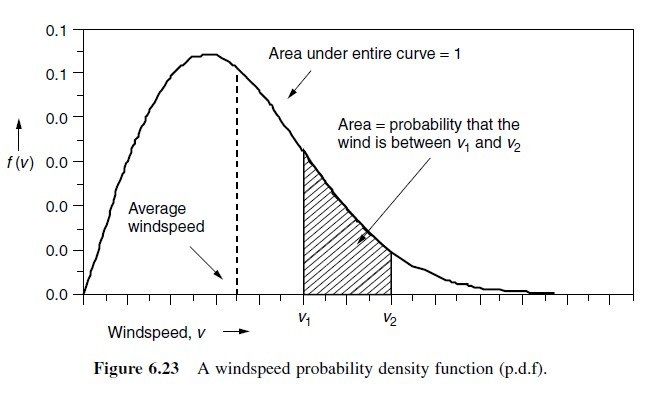 0.1
Area under entire curve = 1
0.1
0.0
Area = probability that the
wind is between v1 and v2
f (v)
0.0
0.0
Average
windspeed
0.0
0.0
v1
v2
Windspeed, v
Figure 6.23 A windspeed probability density function (p.d.f).